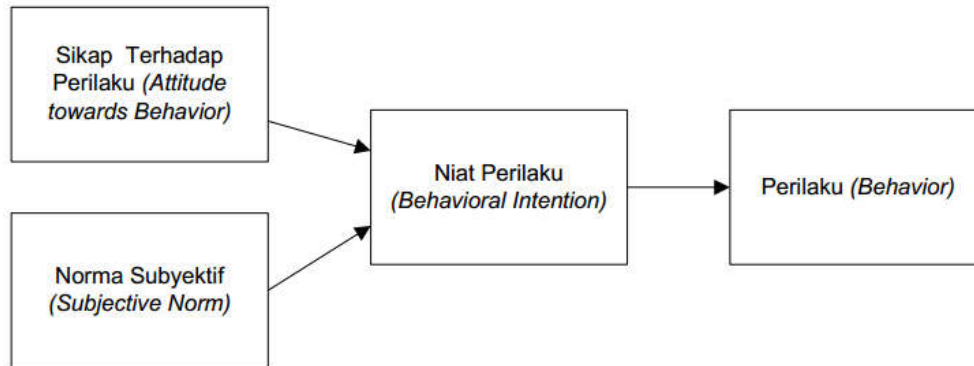 Sikap Terhadap
Perilaku (Attitude
towards Behavior)
Niat Perilaku
(Behavioral Intention)
Perilaku (Behavior)
Norma Subyektif
(Subjective Norm)